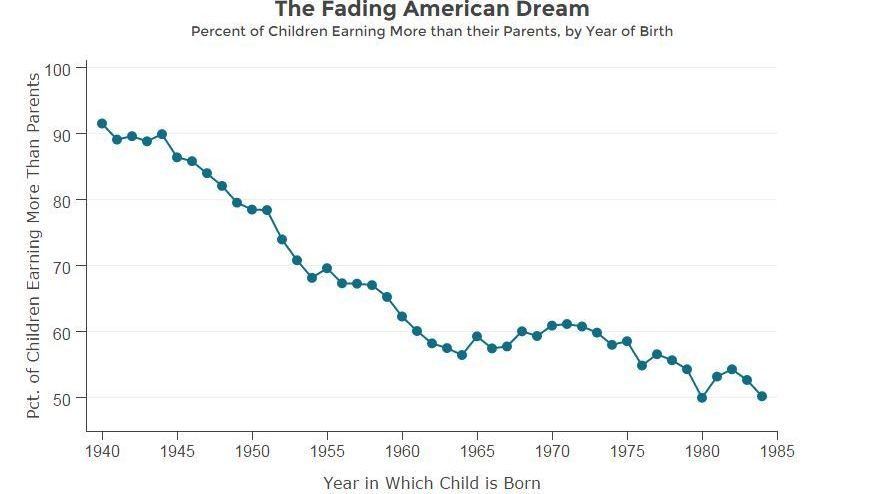 The Fading American Dream
Percent of Children Earning More than their Parents, by Year of Birth
Pct. of Children Earning More Than Parents
100
90
80
70
60
50
1940 1945 1950 1955 1960 1965 1970 1975 1980 1985
Year in Which Child is Born